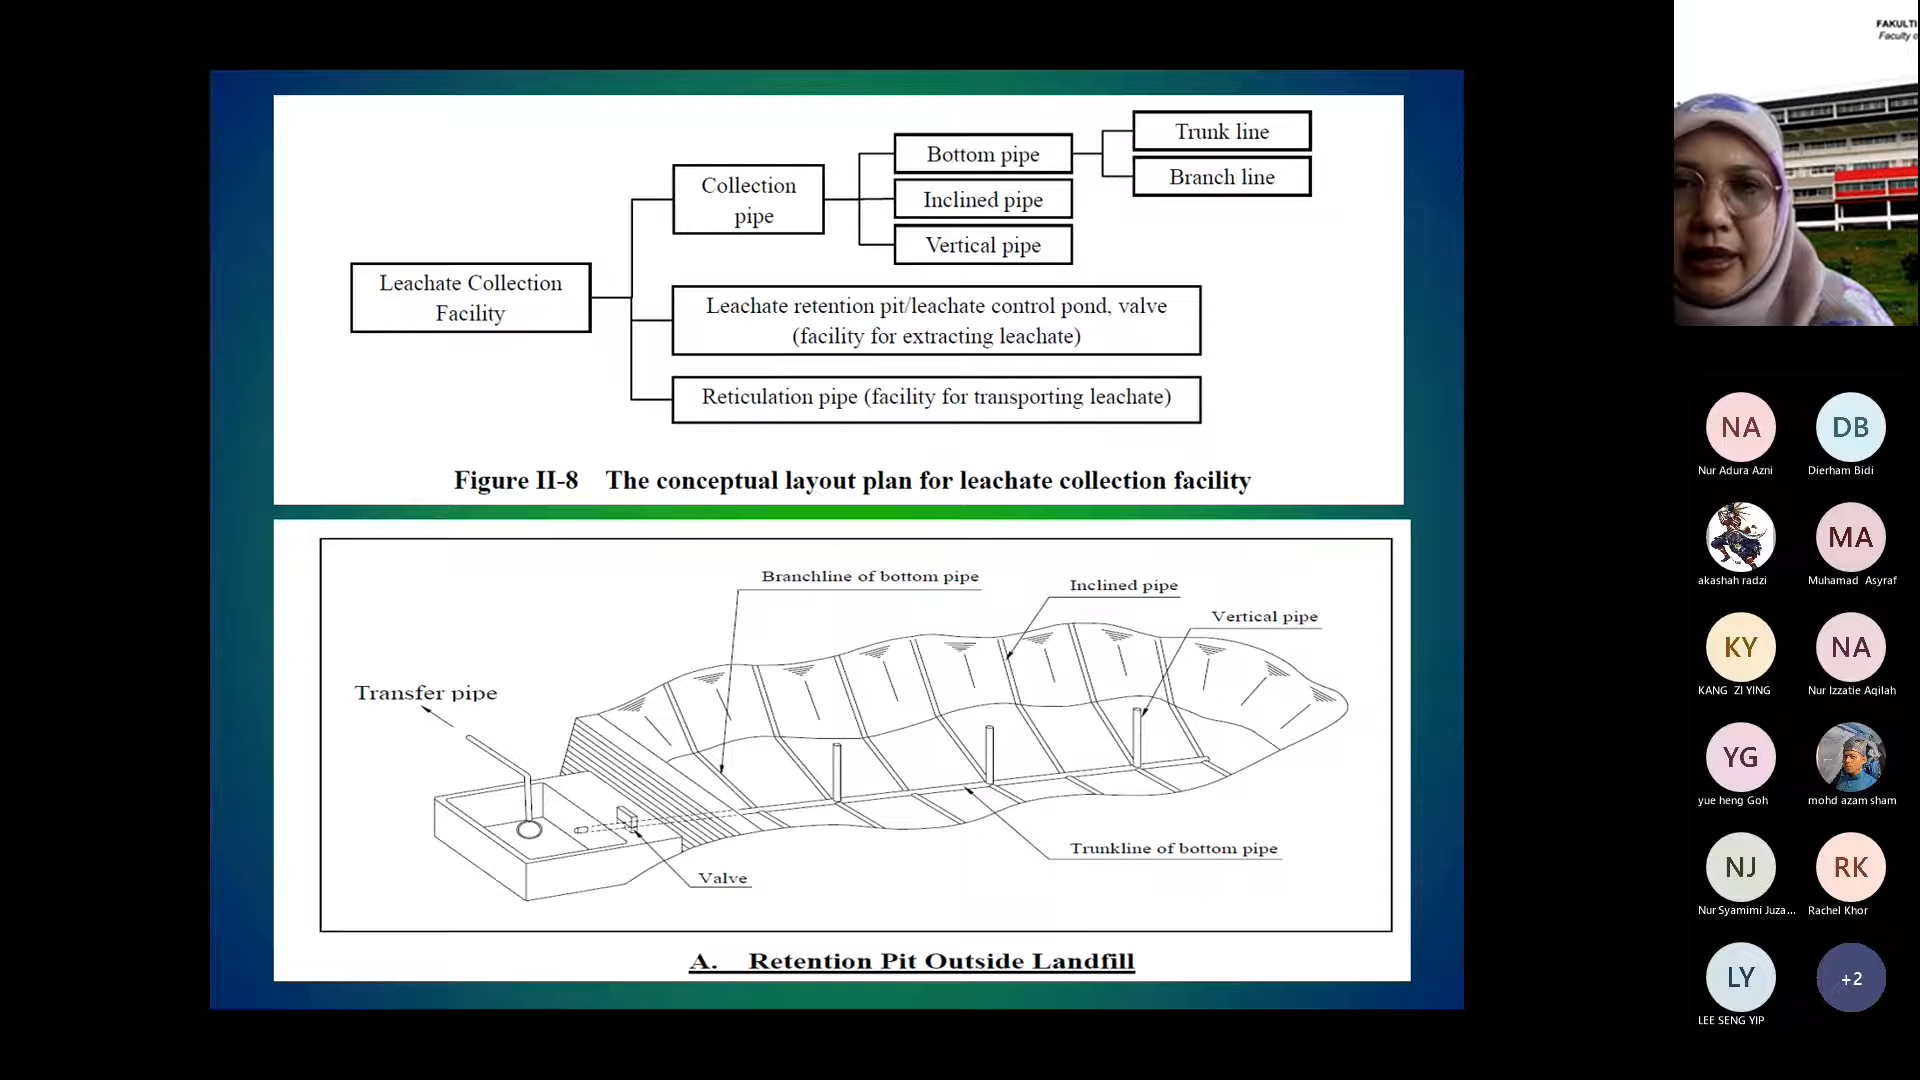 Trunk line
Bottom pipe
Branch line
Collection
pipe
Inclined pipe
Vertical pipe
Leachate Collection
Facility
Leachate retention pit/leachate control pond, valve
(facility for extracting leachate)
Reticulation pipe (facility for transporting leachate)
Figure II-8 The conceptual layout plan for leachate collection facility
Branchline of bottom pipe
Inclined pipe
Vertical pipe
Transfer pipe
Trunkline of bottom pipe
Valve
A. Retention Pit Outside Landfill
FAKULTI
Faculty o
NA
Nur Adura Azni
DB
Dierham Bidi
akashah radzi
MA
Muhamad Asyraf
KY
KANG ZI YING
NA
Nur Izzatie Aqilah
YG
yue heng Goh
mohd azam sham
NJ
Nur Syamimi Juza...
RK
Rachel Khor
LY
LEE SENG YIP
+2